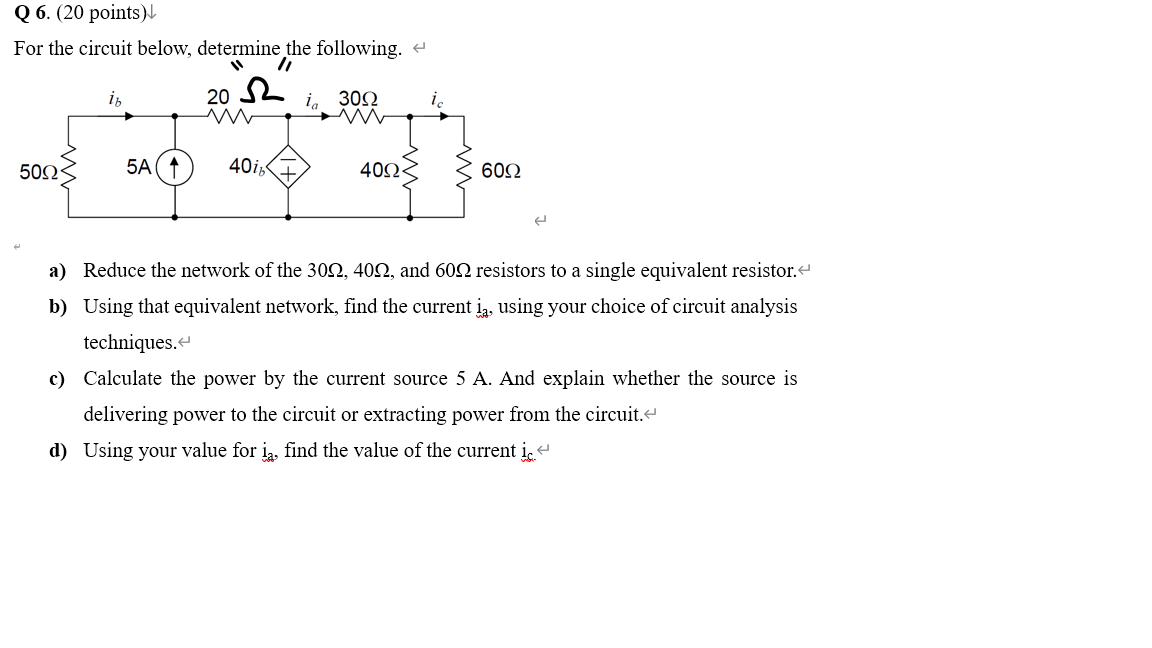 Q 6. (20 points)↓
For the circuit below, determine the following. ↵
" "
i_b 20 Ω i_a 30Ω i_c
50Ω 5A 40i_b − + 40Ω 60Ω
↵
↵
a) Reduce the network of the 30Ω, 40Ω, and 60Ω resistors to a single equivalent resistor.↵
b) Using that equivalent network, find the current i_a, using your choice of circuit analysis
techniques.↵
c) Calculate the power by the current source 5 A. And explain whether the source is
delivering power to the circuit or extracting power from the circuit.↵
d) Using your value for i_a, find the value of the current i_c↵